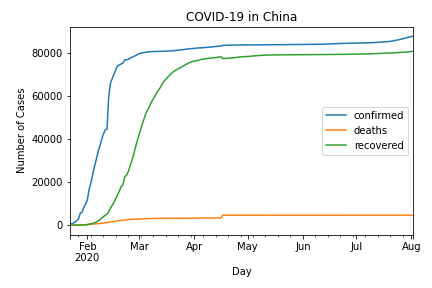 COVID-19 in China
Number of Cases
80000
60000
40000
20000
0
confirmed
deaths
recovered
Feb
2020
Mar
Apr
May
Jun
Jul
Aug
Day